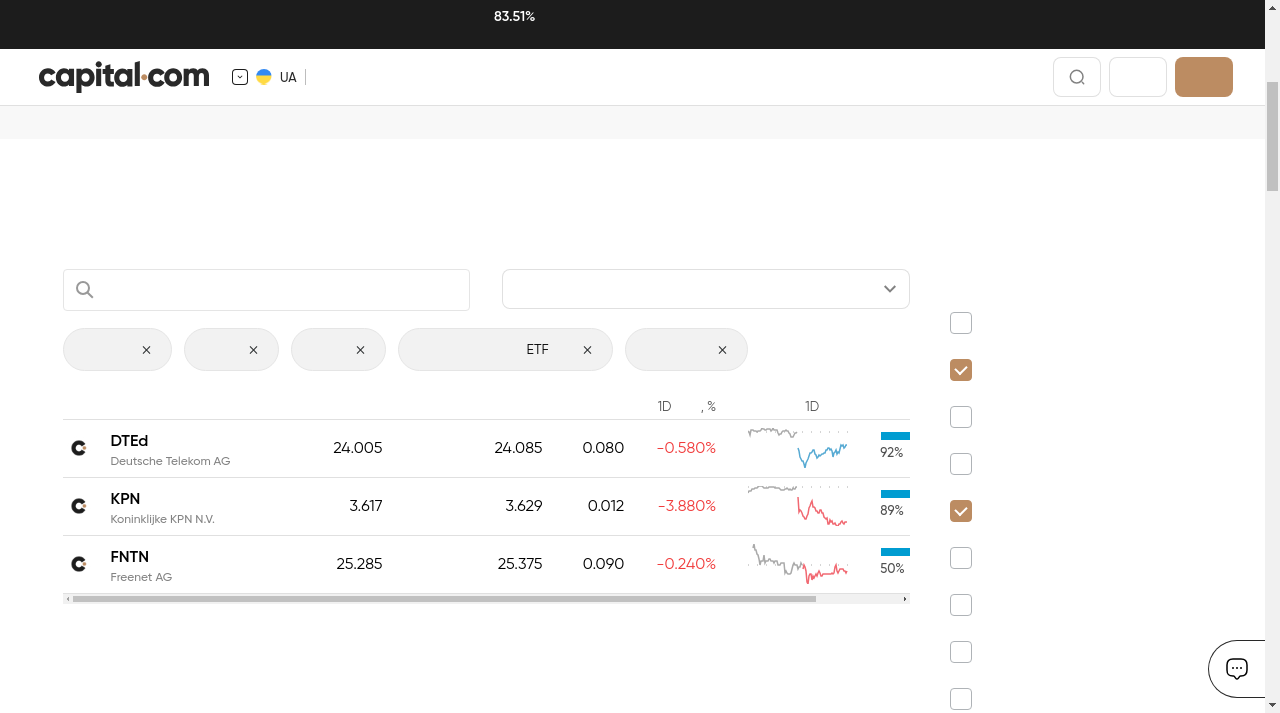 83.51%
capital.com
UA
ETF
1D , % 1D
DTEd 24.005 24.085 0.080 -0.580%
Deutsche Telekom AG 92%
KPN 3.617 3.629 0.012 -3.880%
Koninklijke KPN N.V. 89%
FNTN 25.285 25.375 0.090 -0.240%
Freenet AG 50%